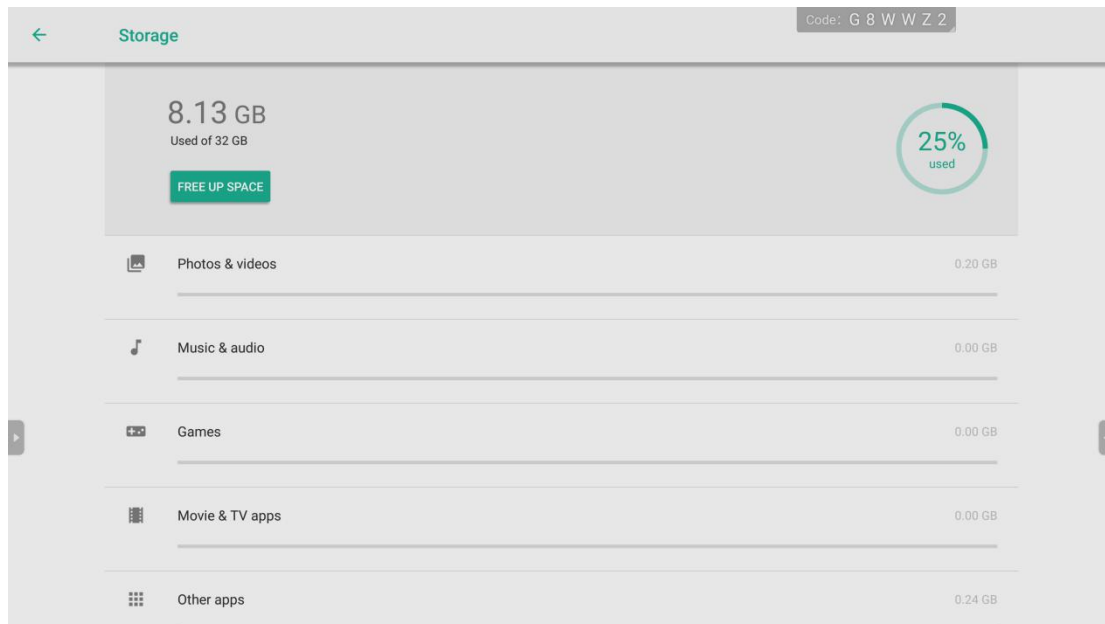 Code: G 8 W W Z 2
Storage
8.13 GB
Used of 32 GB
25%
used
FREE UP SPACE
Photos & videos 0.20 GB
Music & audio 0.00 GB
Games 0.00 GB
Movie & TV apps 0.00 GB
Other apps 0.24 GB